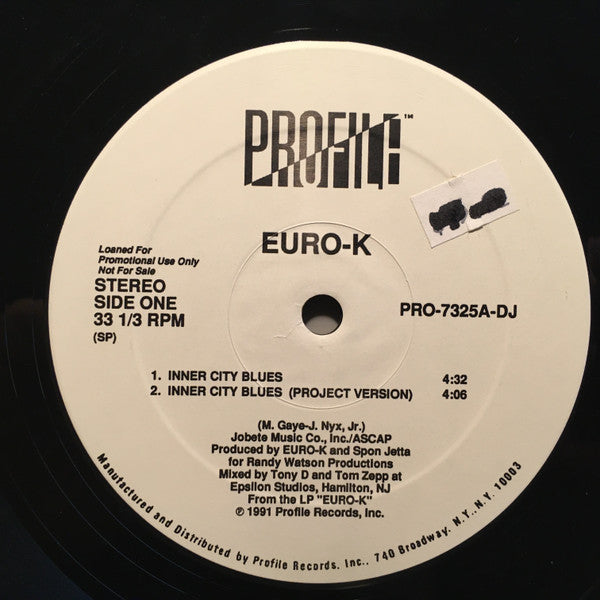 PROFILE™
EURO-K
Loaned For
Promotional Use Only
Not For Sale
STEREO
SIDE ONE
33 1/3 RPM
(SP)
PRO-7325A-DJ
1. INNER CITY BLUES 4:32
2. INNER CITY BLUES (PROJECT VERSION) 4:06
(M. Gaye-J. Nyx, Jr.)
Jobete Music Co., Inc./ASCAP
Produced by EURO-K and Spon Jetta
for Randy Watson Productions
Mixed by Tony D and Tom Zepp at
Epsilon Studios, Hamilton, NJ
From the LP "EURO-K"
℗ 1991 Profile Records, Inc.
Manufactured and Distributed by Profile Records. Inc., 740 Broadway. N.Y.,N.Y. 10003